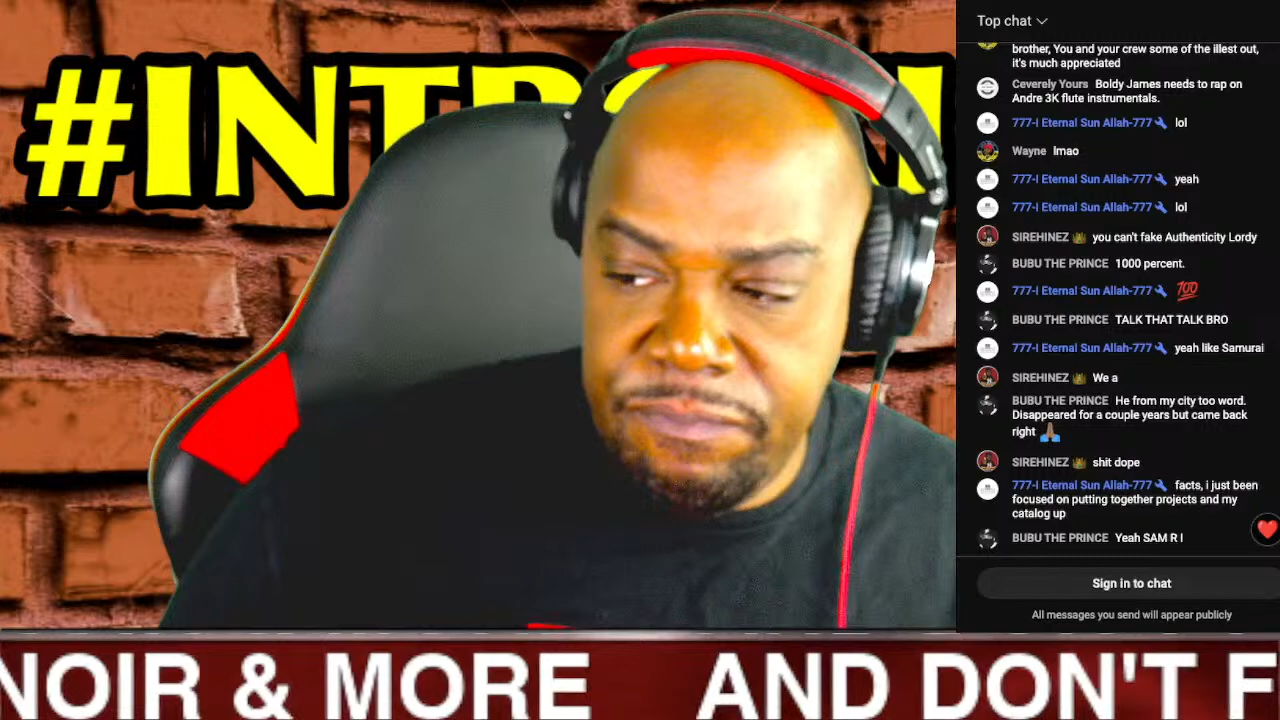 #INTRO N
Top chat
brother, You and your crew some of the illest out,
it's much appreciated
Ceverely Yours Boldy James needs to rap on
Andre 3K flute instrumentals.
777-I Eternal Sun Allah-777 lol
Wayne lmao
777-I Eternal Sun Allah-777 yeah
777-I Eternal Sun Allah-777 lol
SIREHINEZ you can't fake Authenticity Lordy
BUBU THE PRINCE 1000 percent.
777-I Eternal Sun Allah-777 💯
BUBU THE PRINCE TALK THAT TALK BRO
777-I Eternal Sun Allah-777 yeah like Samurai
SIREHINEZ We a
BUBU THE PRINCE He from my city too word.
Disappeared for a couple years but came back
right 🙏🏽
SIREHINEZ shit dope
777-I Eternal Sun Allah-777 facts, i just been
focused on putting together projects and my
catalog up
BUBU THE PRINCE Yeah SAM R I
Sign in to chat
All messages you send will appear publicly
NOIR & MORE AND DON'T F